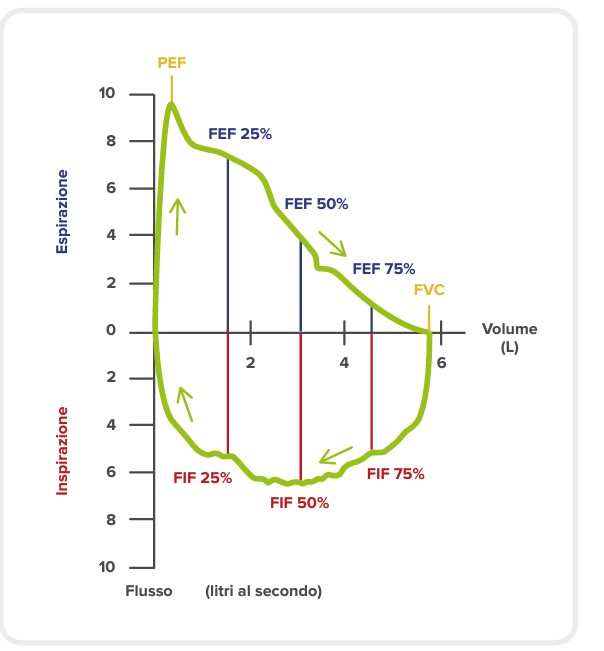 PEF
10
8
FEF 25%
6
FEF 50%
Espirazione
4
FEF 75%
2
FVC
0
Volume
(L)
2
4
6
2
4
Inspirazione
6
FIF 25%
FIF 75%
FIF 50%
8
10
Flusso (litri al secondo)